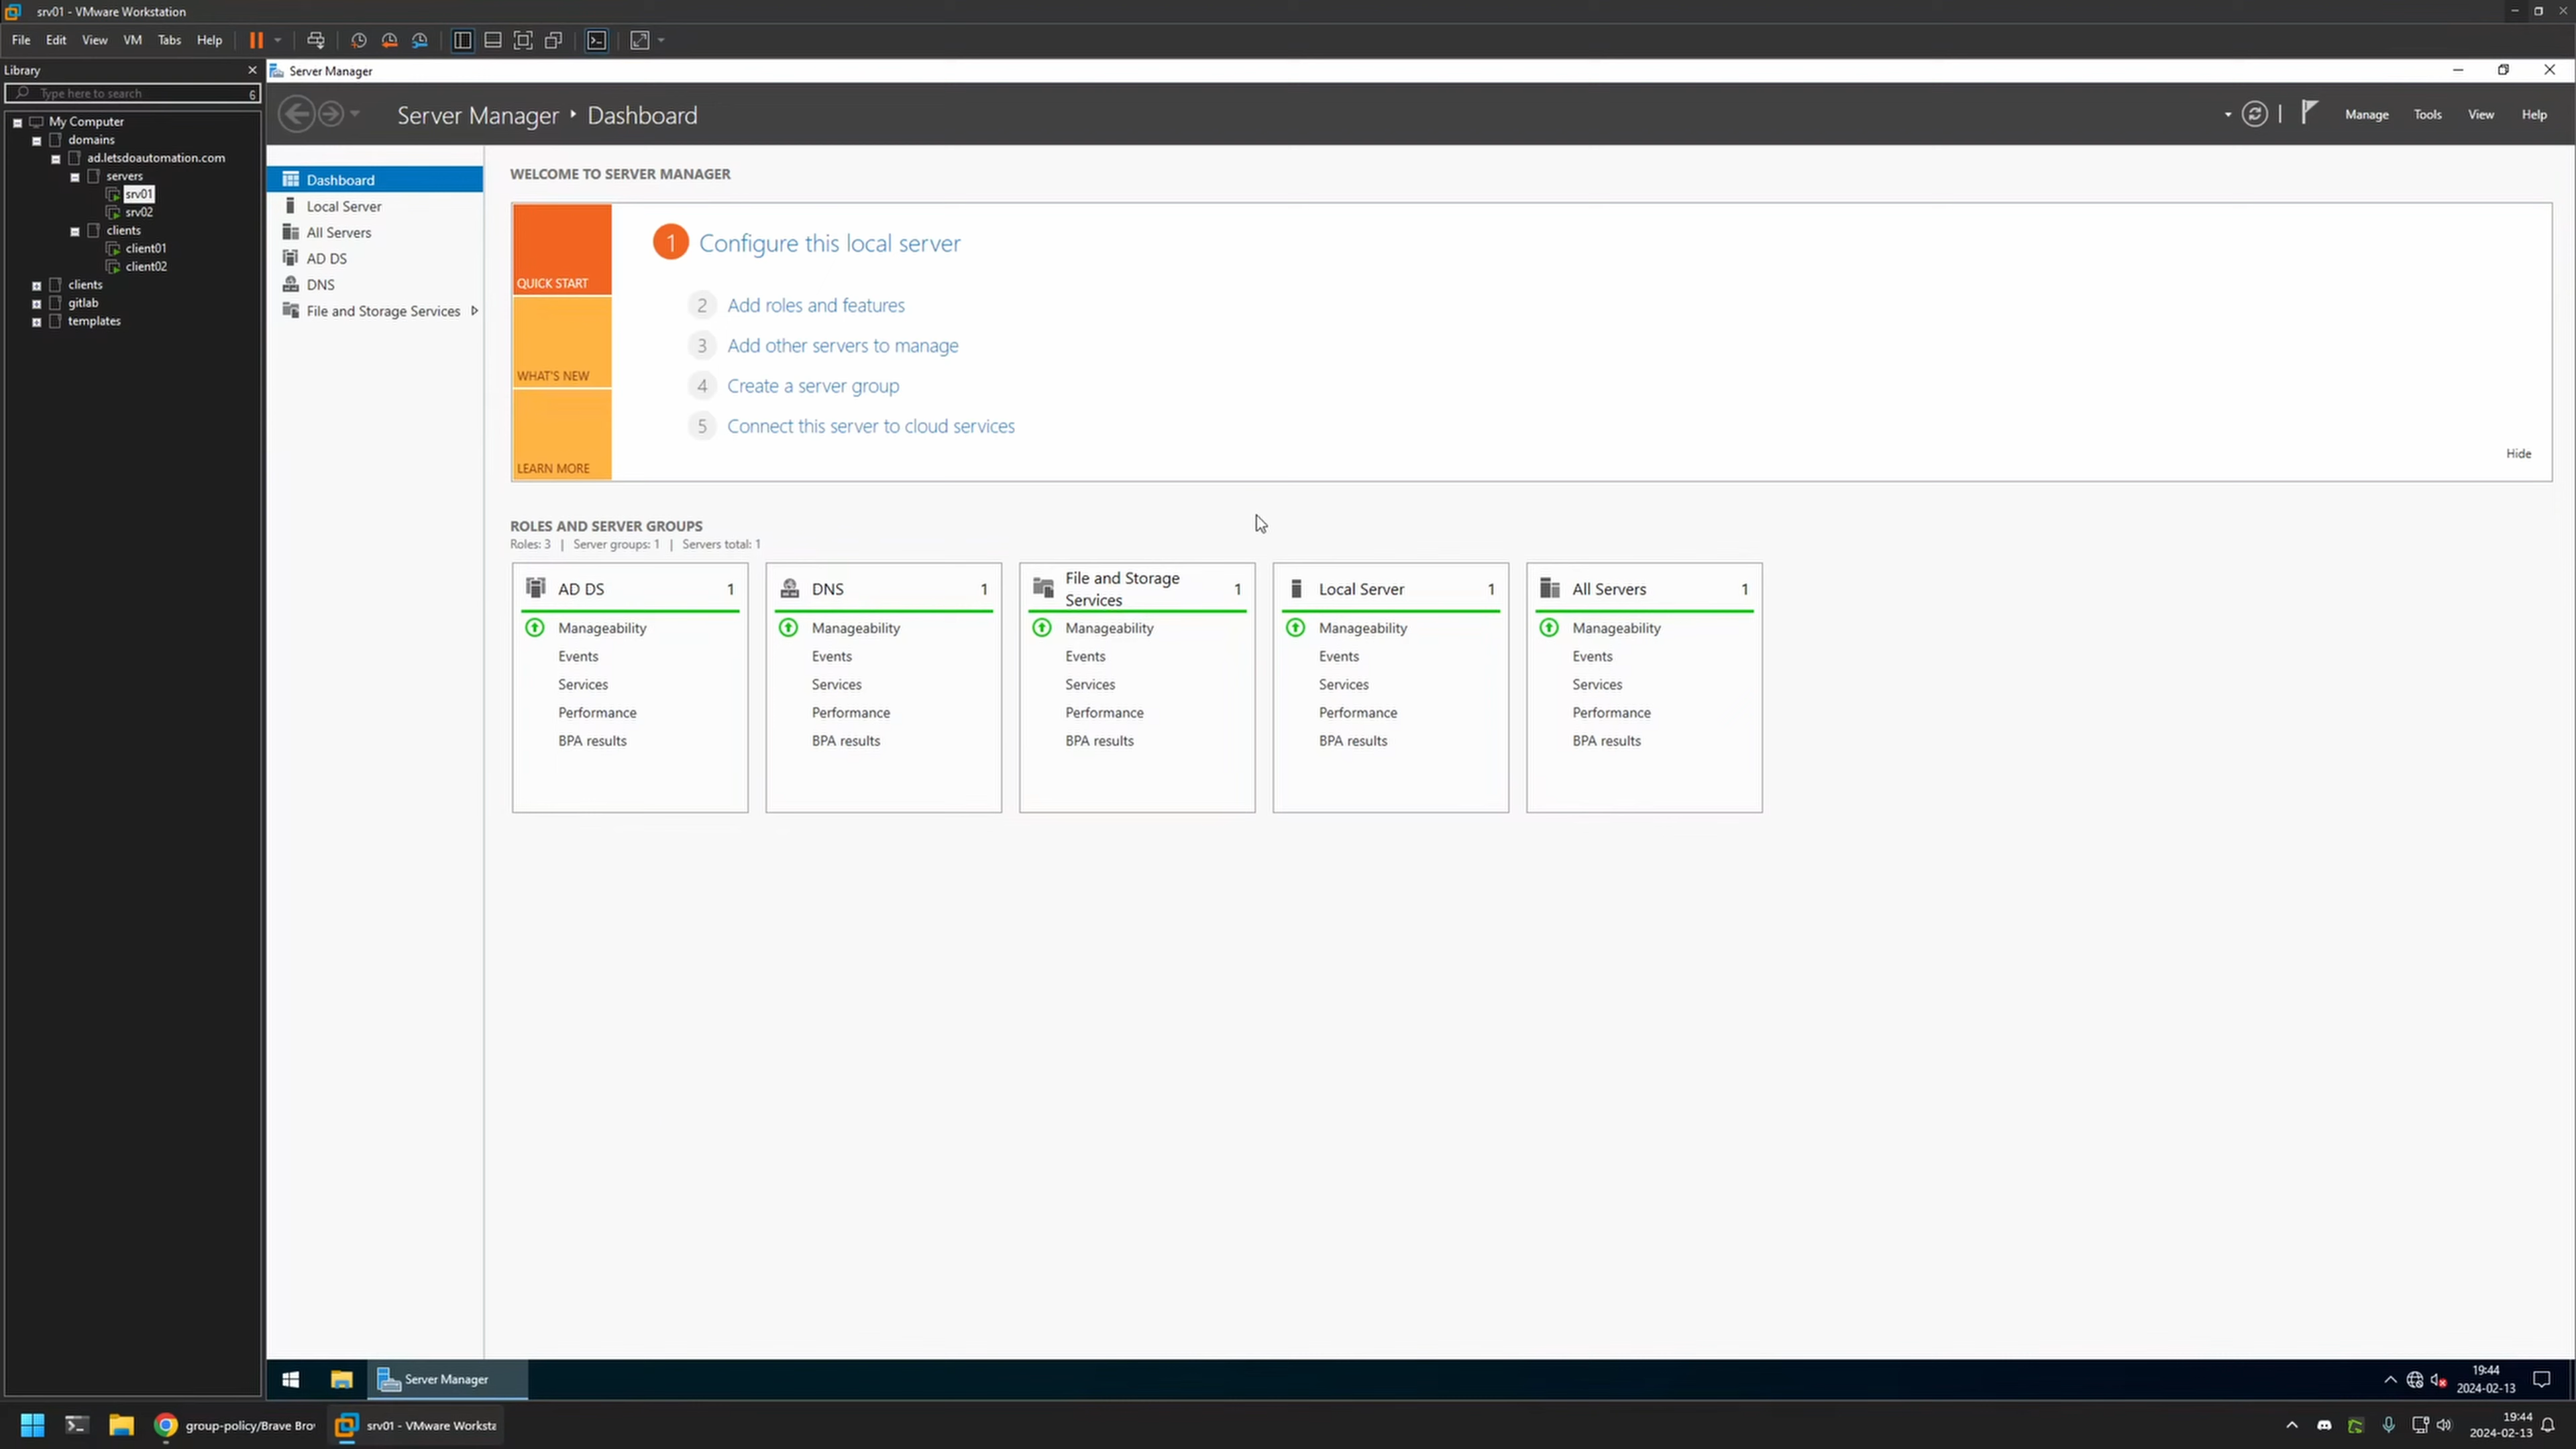 srv01 - VMware Workstation
File Edit View VM Tabs Help
Library
Type here to search 6
My Computer
domains
ad.letsdoautomation.com
servers
srv01
srv02
clients
client01
client02
clients
gitlab
templates
Server Manager
Server Manager Dashboard
Manage Tools View Help
Dashboard
Local Server
All Servers
AD DS
DNS
File and Storage Services
WELCOME TO SERVER MANAGER
QUICK START
WHAT'S NEW
LEARN MORE
1 Configure this local server
2 Add roles and features
3 Add other servers to manage
4 Create a server group
5 Connect this server to cloud services
Hide
ROLES AND SERVER GROUPS
Roles: 3 | Server groups: 1 | Servers total: 1
AD DS 1
Manageability
Events
Services
Performance
BPA results
DNS 1
Manageability
Events
Services
Performance
BPA results
File and Storage
Services 1
Manageability
Events
Services
Performance
BPA results
Local Server 1
Manageability
Events
Services
Performance
BPA results
All Servers 1
Manageability
Events
Services
Performance
BPA results
Server Manager
19:44
2024-02-13
group-policy/Brave Bro
srv01 - VMware Worksta
19:44
2024-02-13